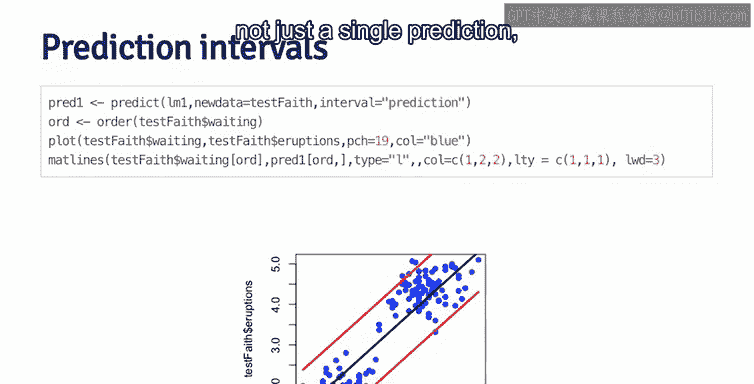 not just a single prediction,
Prediction intervals
pred1 <- predict(lm1,newdata=testFaith,interval="prediction")
ord <- order(testFaith$waiting)
plot(testFaith$waiting,testFaith$eruptions,pch=19,col="blue")
matlines(testFaith$waiting[ord],pred1[ord,],type="l",,col=c(1,2,2),lty = c(1,1,1), lwd=3)
testFaith$eruptions
5.0
4.0
3.0